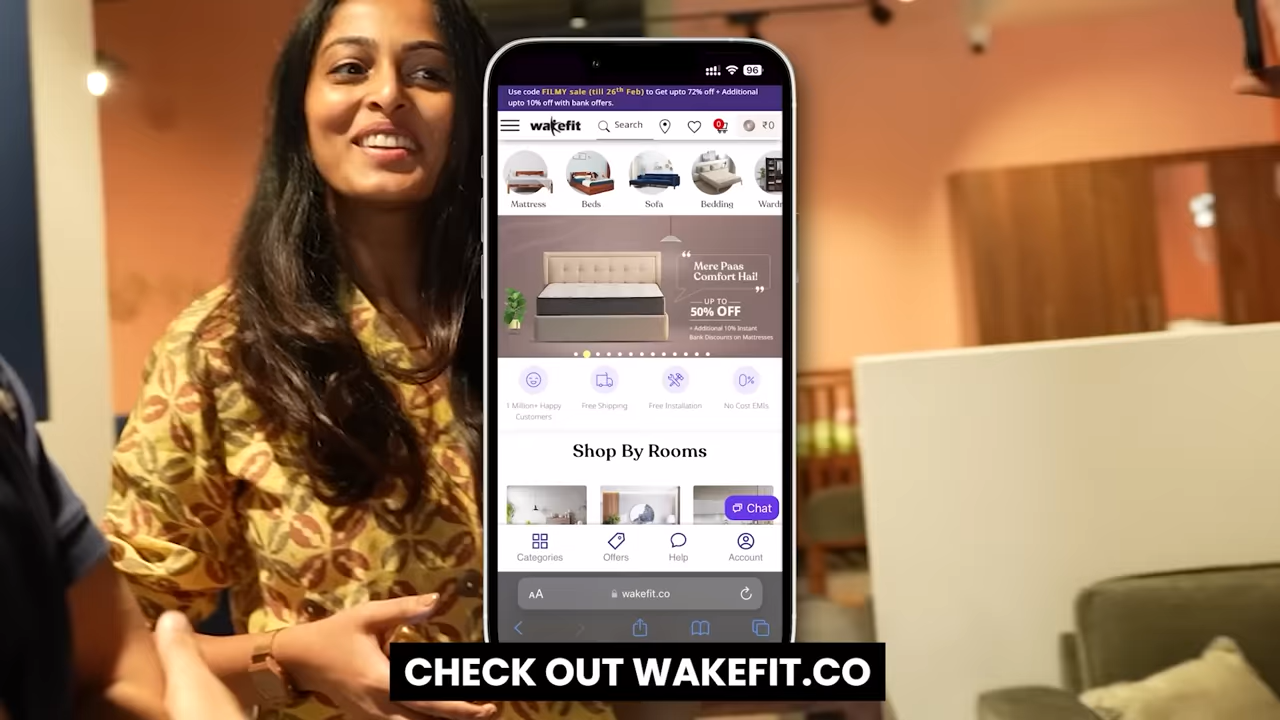 96
Use code FILMY sale (till 26th Feb) to Get upto 72% off + Additional
upto 10% off with bank offers.
wakefit Search 0 ₹0
Mattress Beds Sofa Bedding Wardr
“ Mere Paas
Comfort Hai! ”
UP TO
50% OFF
+ Additional 10% Instant
Bank Discounts on Mattresses
1 Million+ Happy
Customers
Free Shipping
Free Installation
0%
No Cost EMIs
Shop By Rooms
Chat
Categories Offers Help Account
AA wakefit.co
CHECK OUT WAKEFIT.CO